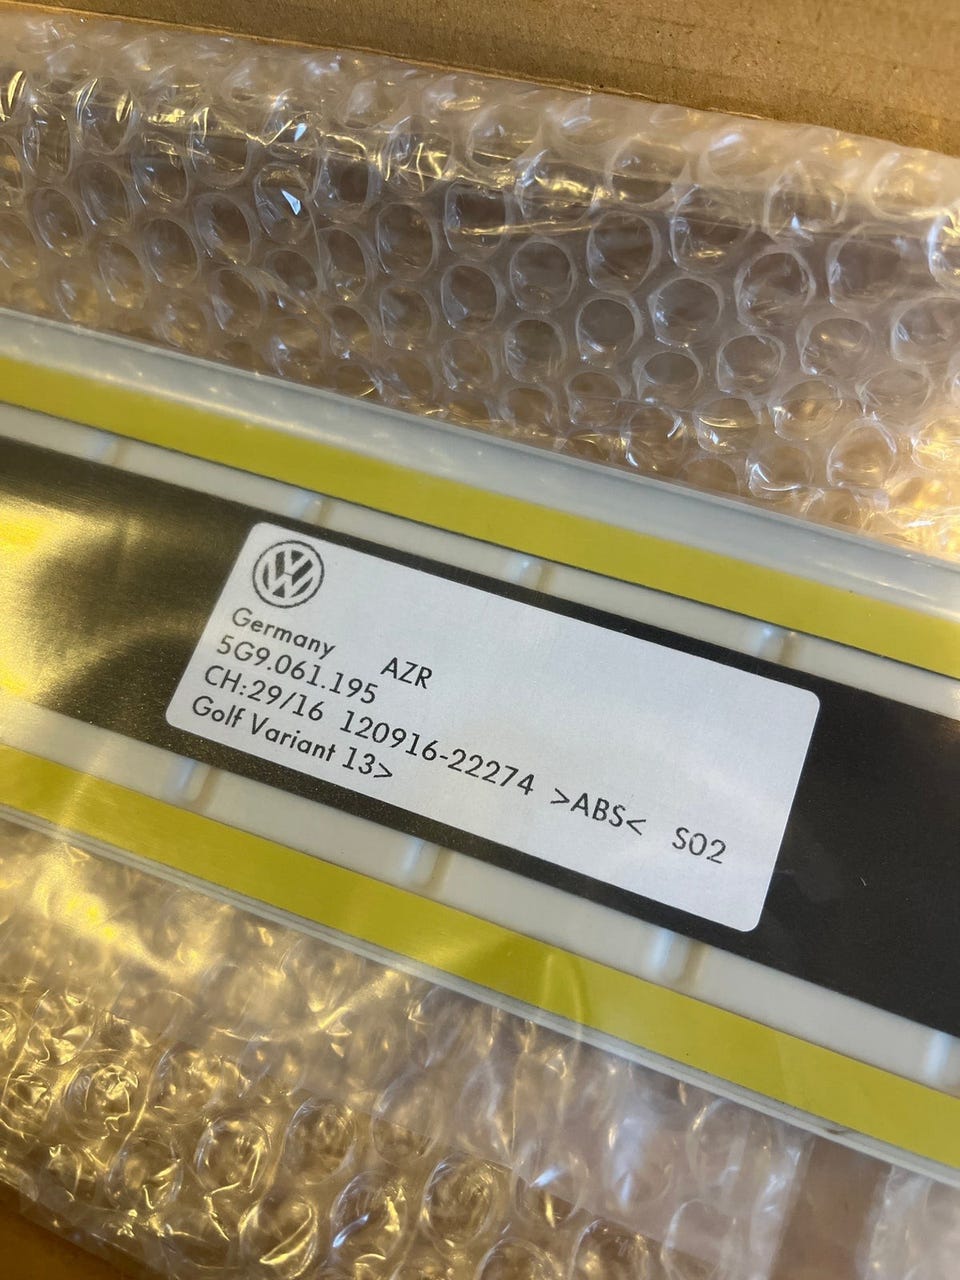 Germany
5G9.061.195 AZR
CH:29/16 120916-22274 >ABS< S02
Golf Variant 13>